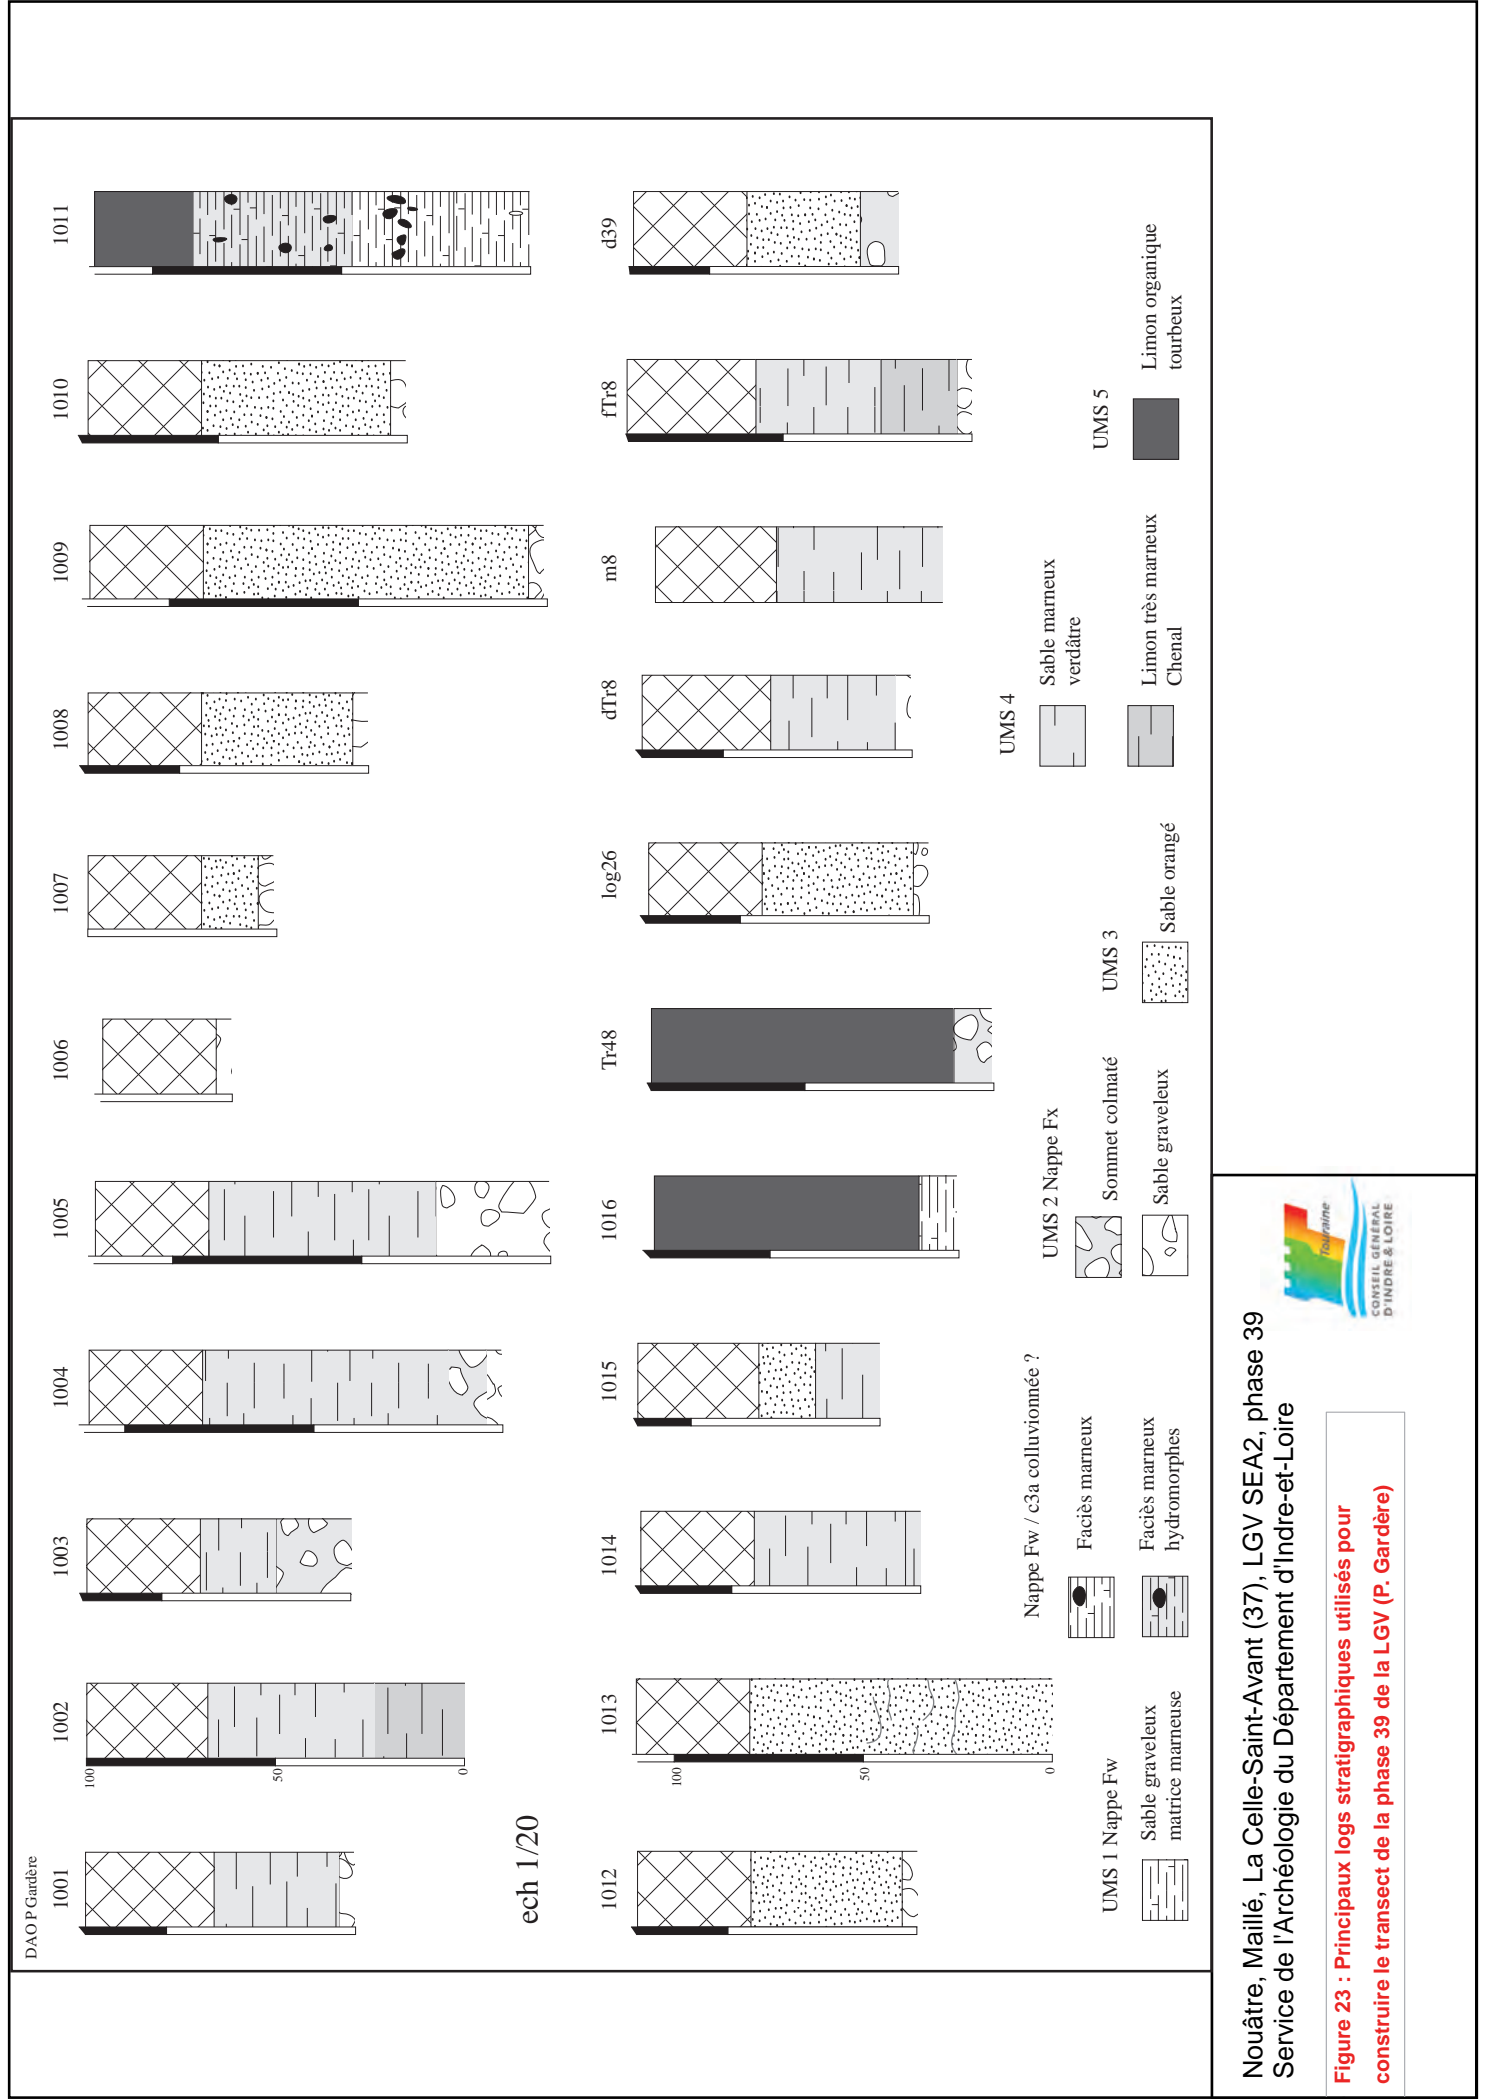 DAO P Gardère
1001
1002
1003
1004
1005
1006
1007
1008
1009
1010
1011
100
50
0
ech 1/20
1012
1013
1014
1015
1016
Tr48
log26
dTr8
m8
fTr8
d39
100
50
0
UMS 1 Nappe Fw
Sable graveleux
matrice marneuse
Nappe Fw / c3a colluvionnée ?
Faciès marneux
Faciès marneux
hydromorphes
UMS 2 Nappe Fx
Sommet colmaté
Sable graveleux
UMS 3
Sable orangé
UMS 4
Sable marneux
verdâtre
Limon très marneux
Chenal
UMS 5
Limon organique
tourbeux
Nouâtre, Maillé, La Celle-Saint-Avant (37), LGV SEA2, phase 39
Service de l'Archéologie du Département d'Indre-et-Loire
Touraine
CONSEIL GÉNÉRAL
D'INDRE & LOIRE
Figure 23 : Principaux logs stratigraphiques utilisés pour
construire le transect de la phase 39 de la LGV (P. Gardère)